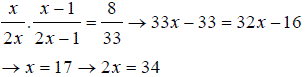 x/2x . x−1/2x−1 = 8/33 → 33x − 33 = 32x − 16
→ x = 17 → 2x = 34